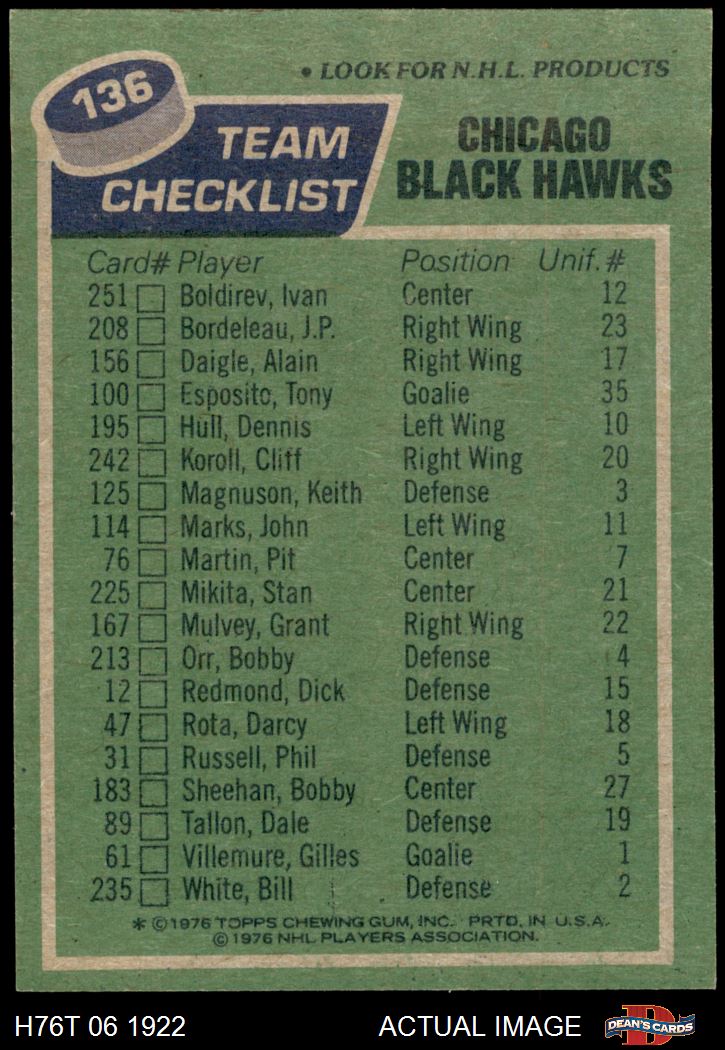 136
• LOOK FOR N.H.L. PRODUCTS
TEAM CHECKLIST
CHICAGO BLACK HAWKS
Card# Player Position Unif. #
251 Boldirev, Ivan Center 12
208 Bordeleau, J.P. Right Wing 23
156 Daigle, Alain Right Wing 17
100 Esposito, Tony Goalie 35
195 Hull, Dennis Left Wing 10
242 Koroll, Cliff Right Wing 20
125 Magnuson, Keith Defense 3
114 Marks, John Left Wing 11
76 Martin, Pit Center 7
225 Mikita, Stan Center 21
167 Mulvey, Grant Right Wing 22
213 Orr, Bobby Defense 4
12 Redmond, Dick Defense 15
47 Rota, Darcy Left Wing 18
31 Russell, Phil Defense 5
183 Sheehan, Bobby Center 27
89 Tallon, Dale Defense 19
61 Villemure, Gilles Goalie 1
235 White, Bill Defense 2
* © 1976 TOPPS CHEWING GUM, INC. PRTD. IN U.S.A.
© 1976 NHL PLAYERS ASSOCIATION.
H76T 06 1922 ACTUAL IMAGE
D
DEAN'S CARDS